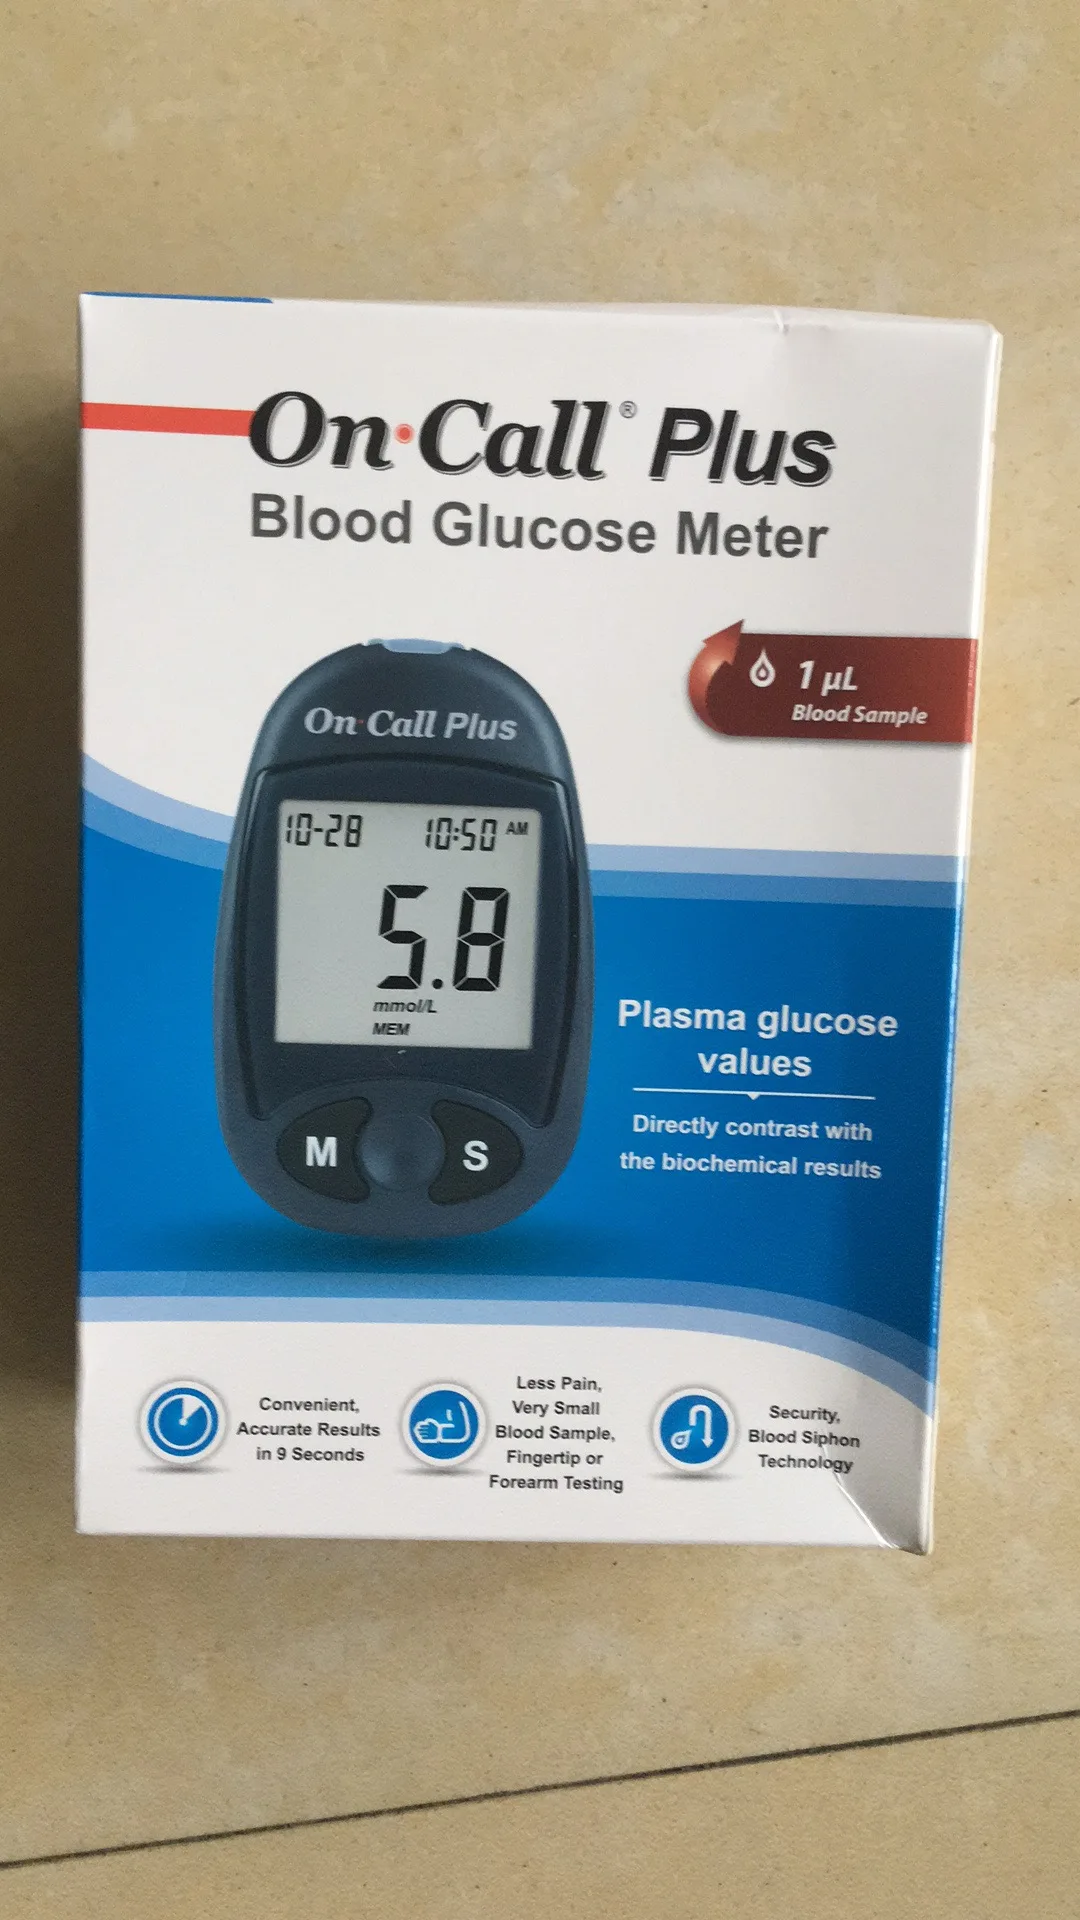 On·Call® Plus
Blood Glucose Meter
1 µL
Blood Sample
On·Call Plus
10-28 10:50 AM
5.8
mmol/L
MEM
M S
Plasma glucose
values
Directly contrast with
the biochemical results
Convenient,
Accurate Results
in 9 Seconds
Less Pain,
Very Small
Blood Sample,
Fingertip or
Forearm Testing
Security,
Blood Siphon
Technology